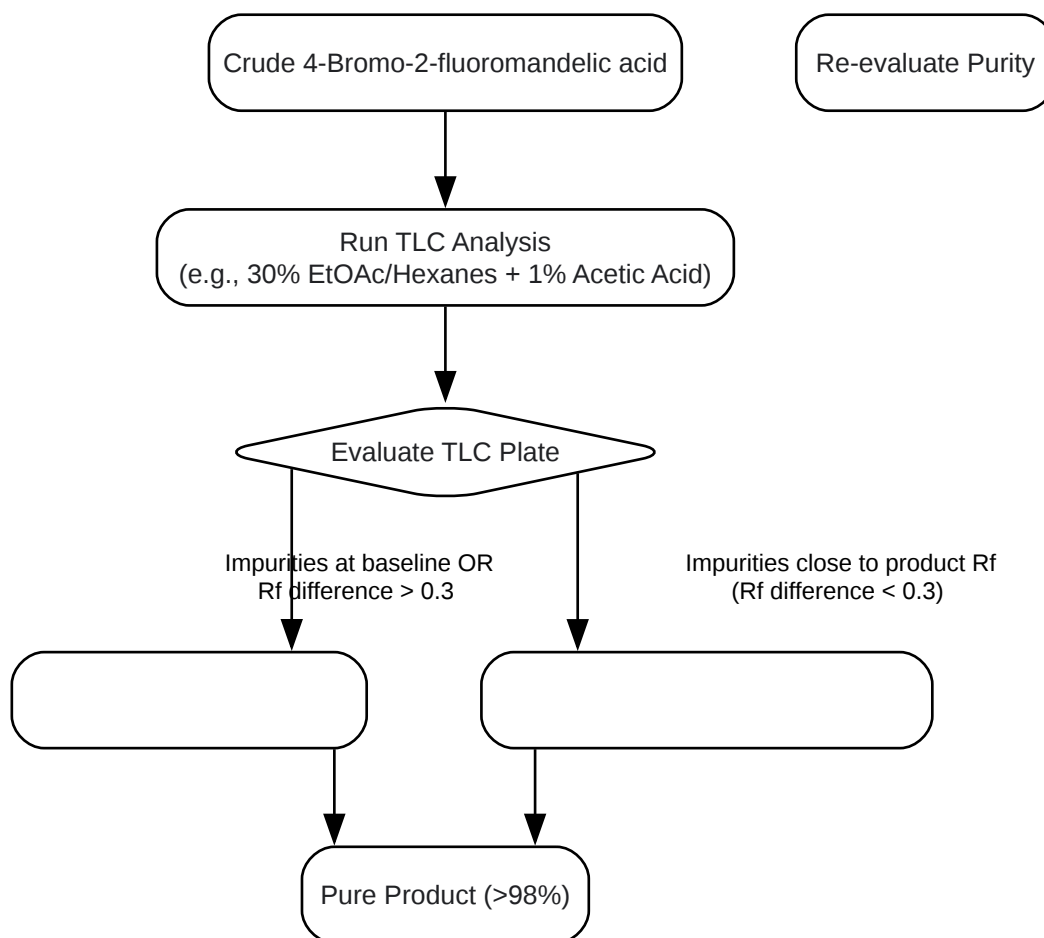 Crude 4-Bromo-2-fluoromandelic acid
Re-evaluate Purity
Run TLC Analysis
(e.g., 30% EtOAc/Hexanes + 1% Acetic Acid)
Evaluate TLC Plate
Impurities at baseline OR
Rf difference > 0.3
Impurities close to product Rf
(Rf difference < 0.3)
Pure Product (>98%)